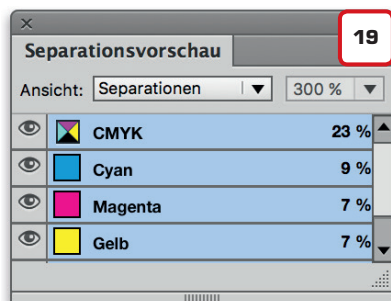 19
Separationsvorschau
Ansicht: Separationen 300 %
CMYK 23 %
Cyan 9 %
Magenta 7 %
Gelb 7 %